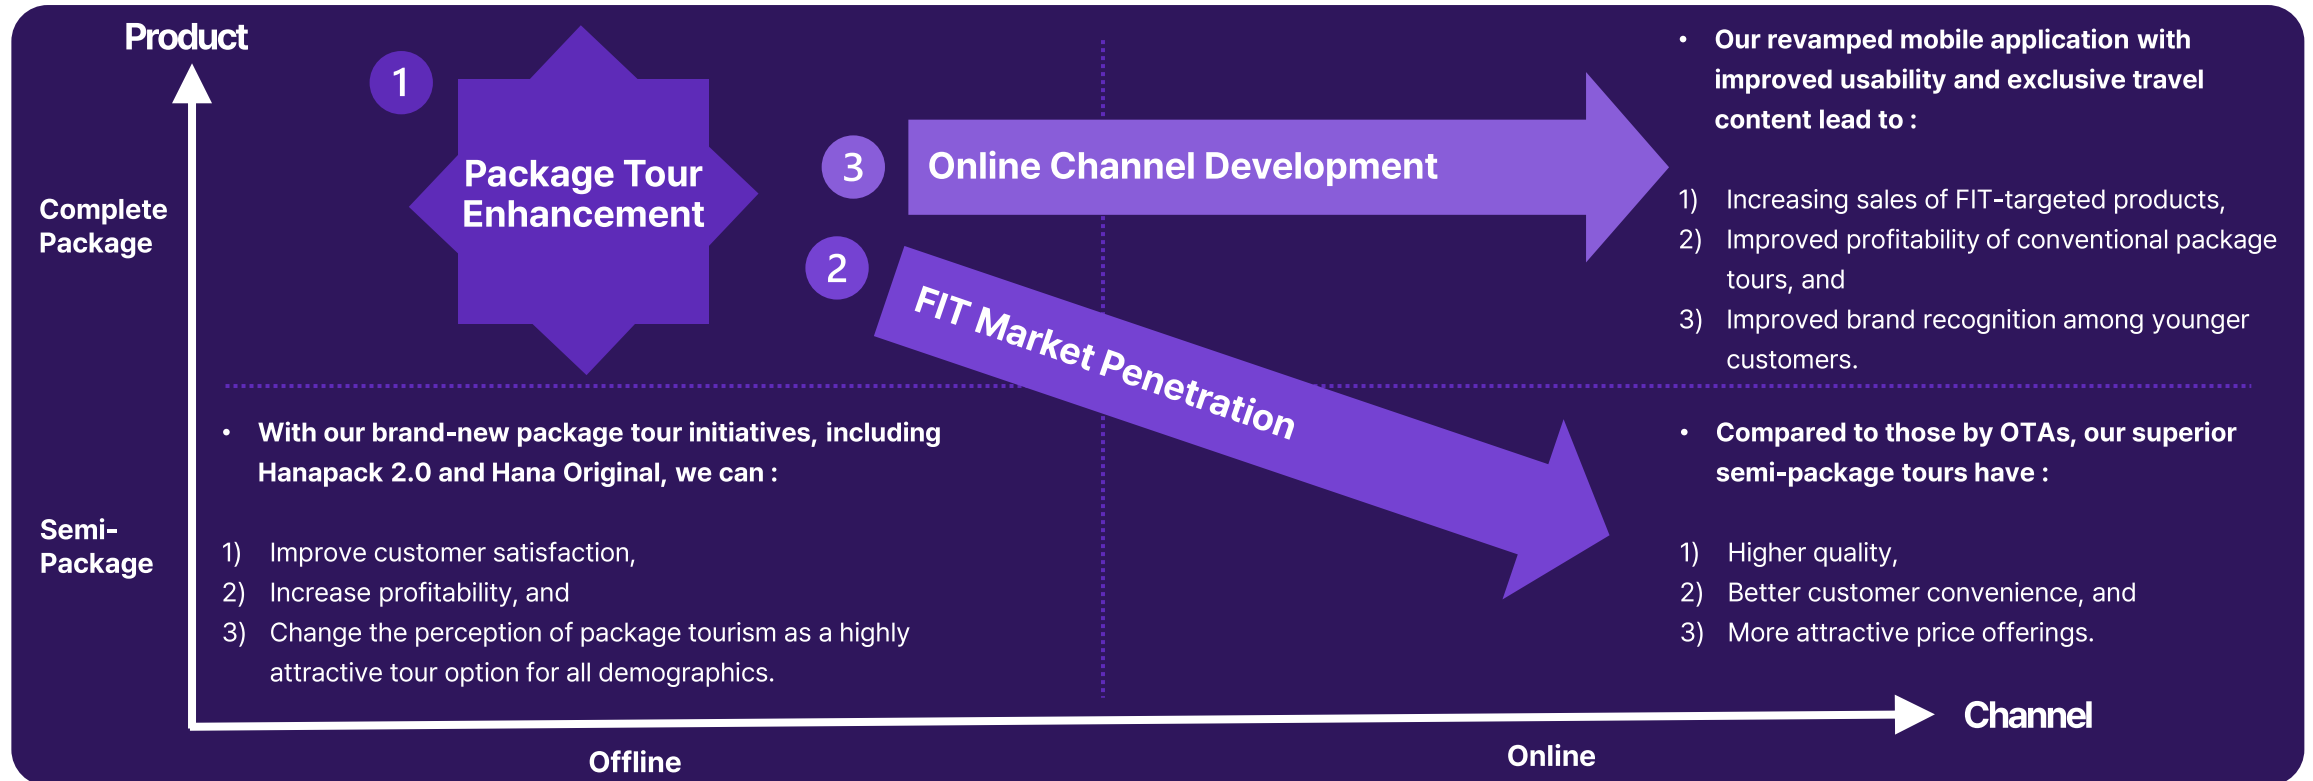 Product
Complete
Package
Semi-
Package
1
Package Tour
Enhancement
3
Online Channel Development
2
FIT Market Penetration
• Our revamped mobile application with
improved usability and exclusive travel
content lead to :
1) Increasing sales of FIT-targeted products,
2) Improved profitability of conventional package
tours, and
3) Improved brand recognition among younger
customers.
• With our brand-new package tour initiatives, including
Hanapack 2.0 and Hana Original, we can :
1) Improve customer satisfaction,
2) Increase profitability, and
3) Change the perception of package tourism as a highly
attractive tour option for all demographics.
• Compared to those by OTAs, our superior
semi-package tours have :
1) Higher quality,
2) Better customer convenience, and
3) More attractive price offerings.
Channel
Offline
Online